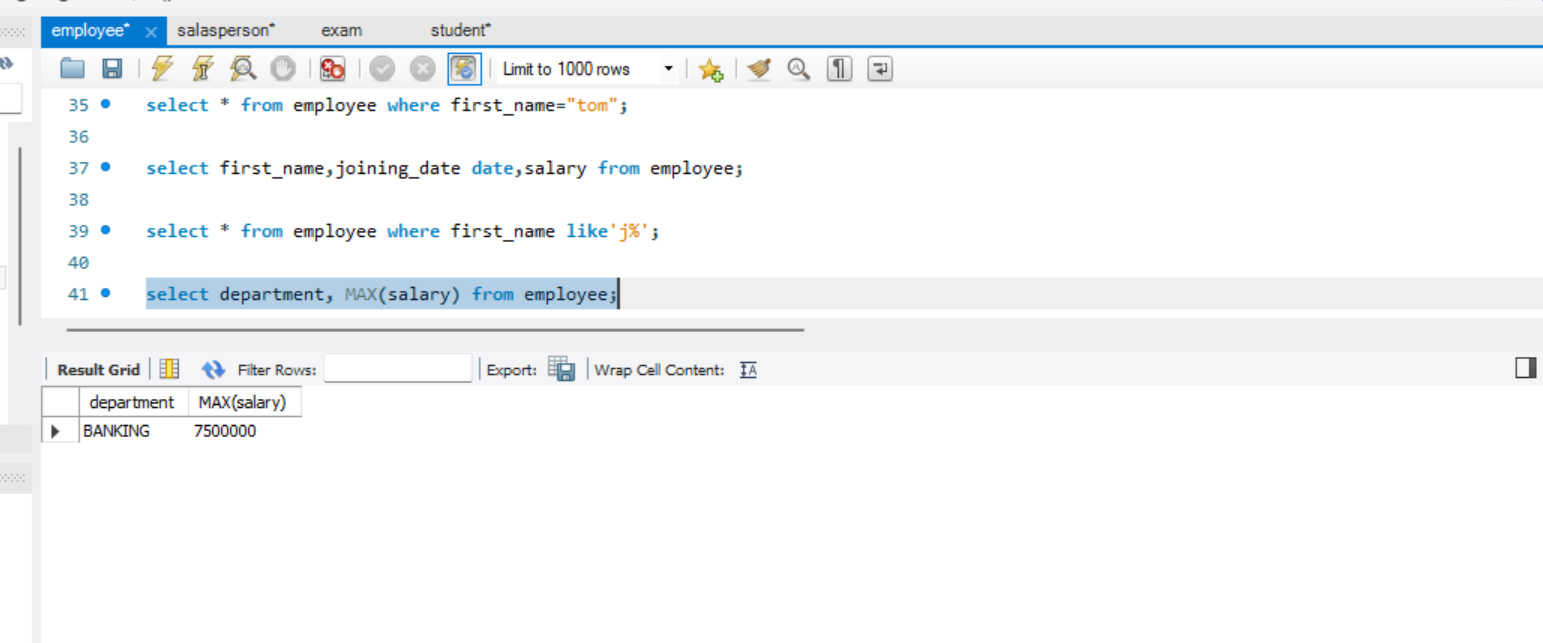 employee* salasperson* exam student*
Limit to 1000 rows
35 select * from employee where first_name="tom";
36
37 select first_name,joining_date date,salary from employee;
38
39 select * from employee where first_name like'j%';
40
41 select department, MAX(salary) from employee;
Result Grid Filter Rows: Export: Wrap Cell Content: IA
department MAX(salary)
BANKING 7500000